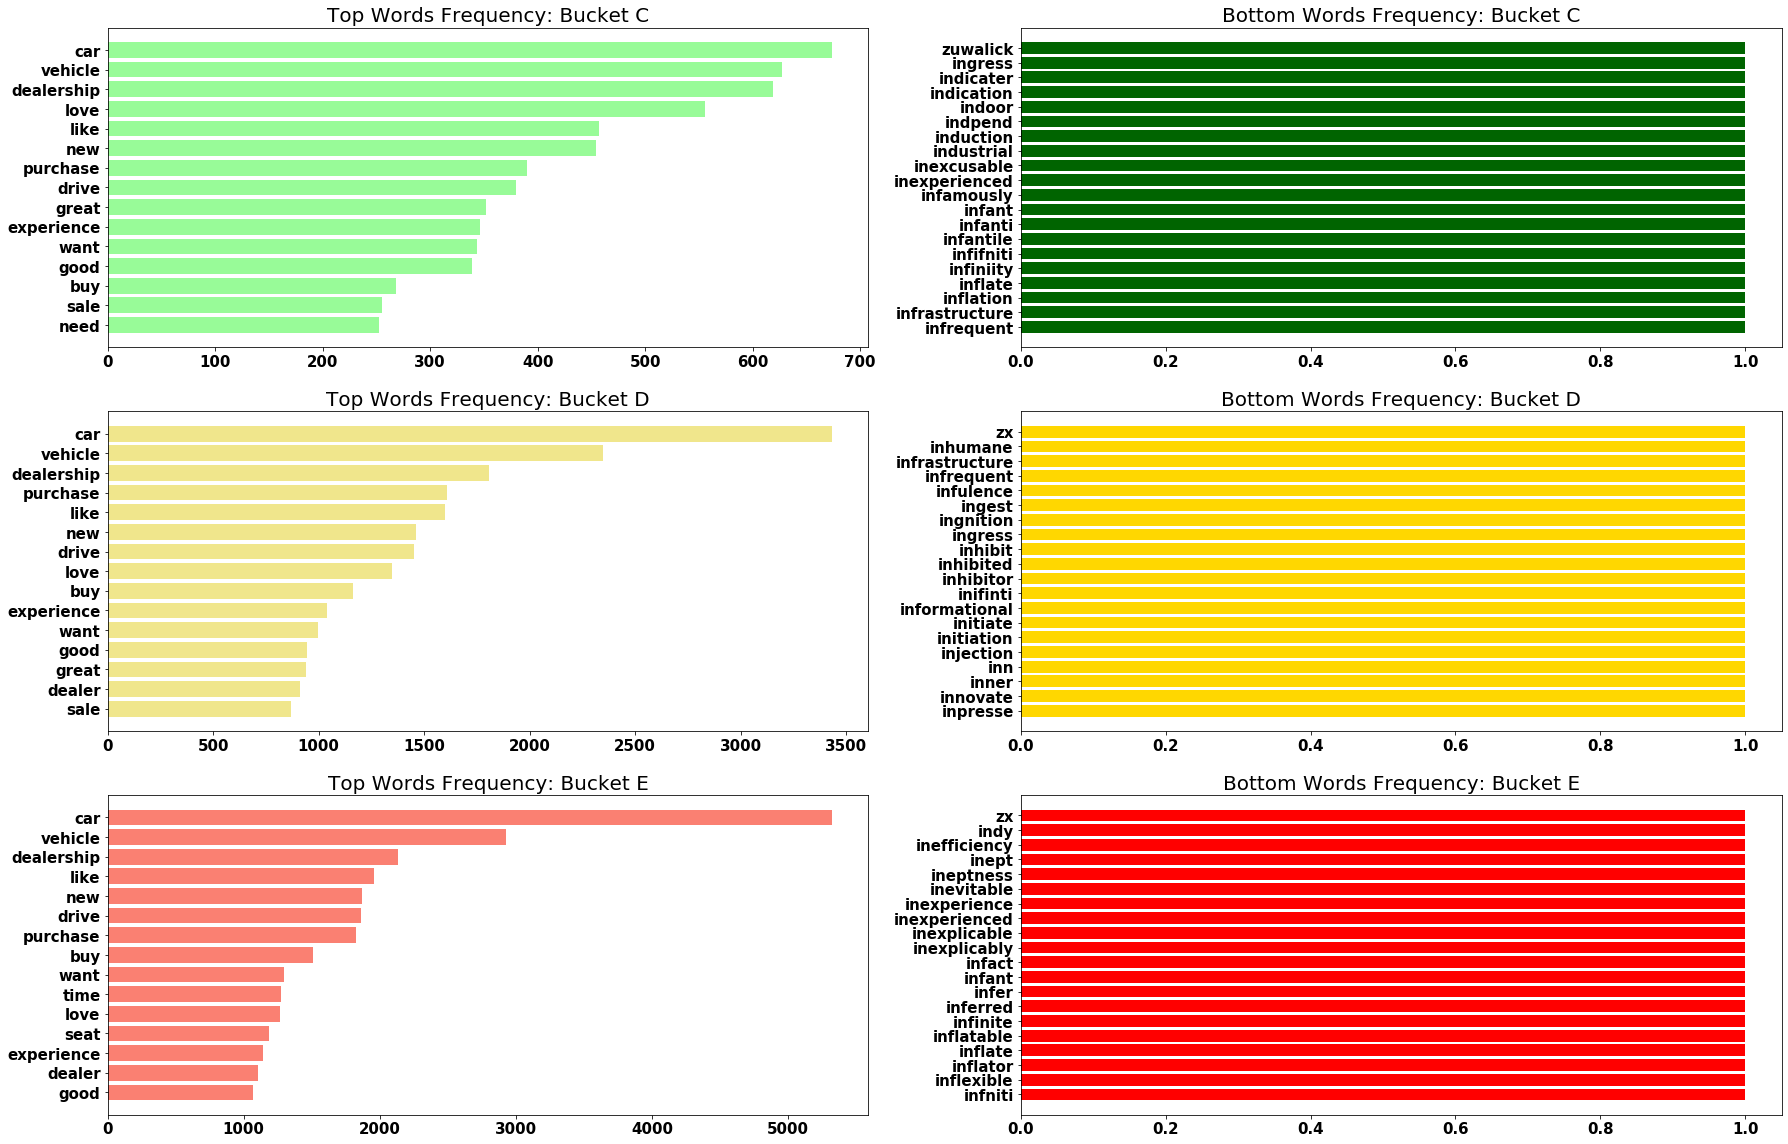 Top Words Frequency: Bucket C
car
vehicle
dealership
love
like
new
purchase
drive
great
experience
want
good
buy
sale
need
0 100 200 300 400 500 600 700
Bottom Words Frequency: Bucket C
zuwalick
ingress
indicater
indication
indoor
indpend
induction
industrial
inexcusable
inexperienced
infamously
infant
infanti
infantile
infifniti
infiniity
inflate
inflation
infrastructure
infrequent
0.0 0.2 0.4 0.6 0.8 1.0
Top Words Frequency: Bucket D
car
vehicle
dealership
purchase
like
new
drive
love
buy
experience
want
good
great
dealer
sale
0 500 1000 1500 2000 2500 3000 3500
Bottom Words Frequency: Bucket D
zx
inhumane
infrastructure
infrequent
infulence
ingest
ingnition
ingress
inhibit
inhibited
inhibitor
inifinti
informational
initiate
initiation
injection
inn
inner
innovate
inpresse
0.0 0.2 0.4 0.6 0.8 1.0
Top Words Frequency: Bucket E
car
vehicle
dealership
like
new
drive
purchase
buy
want
time
love
seat
experience
dealer
good
0 1000 2000 3000 4000 5000
Bottom Words Frequency: Bucket E
zx
indy
inefficiency
inept
ineptness
inevitable
inexperience
inexperienced
inexplicable
inexplicably
infact
infant
infer
inferred
infinite
inflatable
inflate
inflator
inflexible
infniti
0.0 0.2 0.4 0.6 0.8 1.0